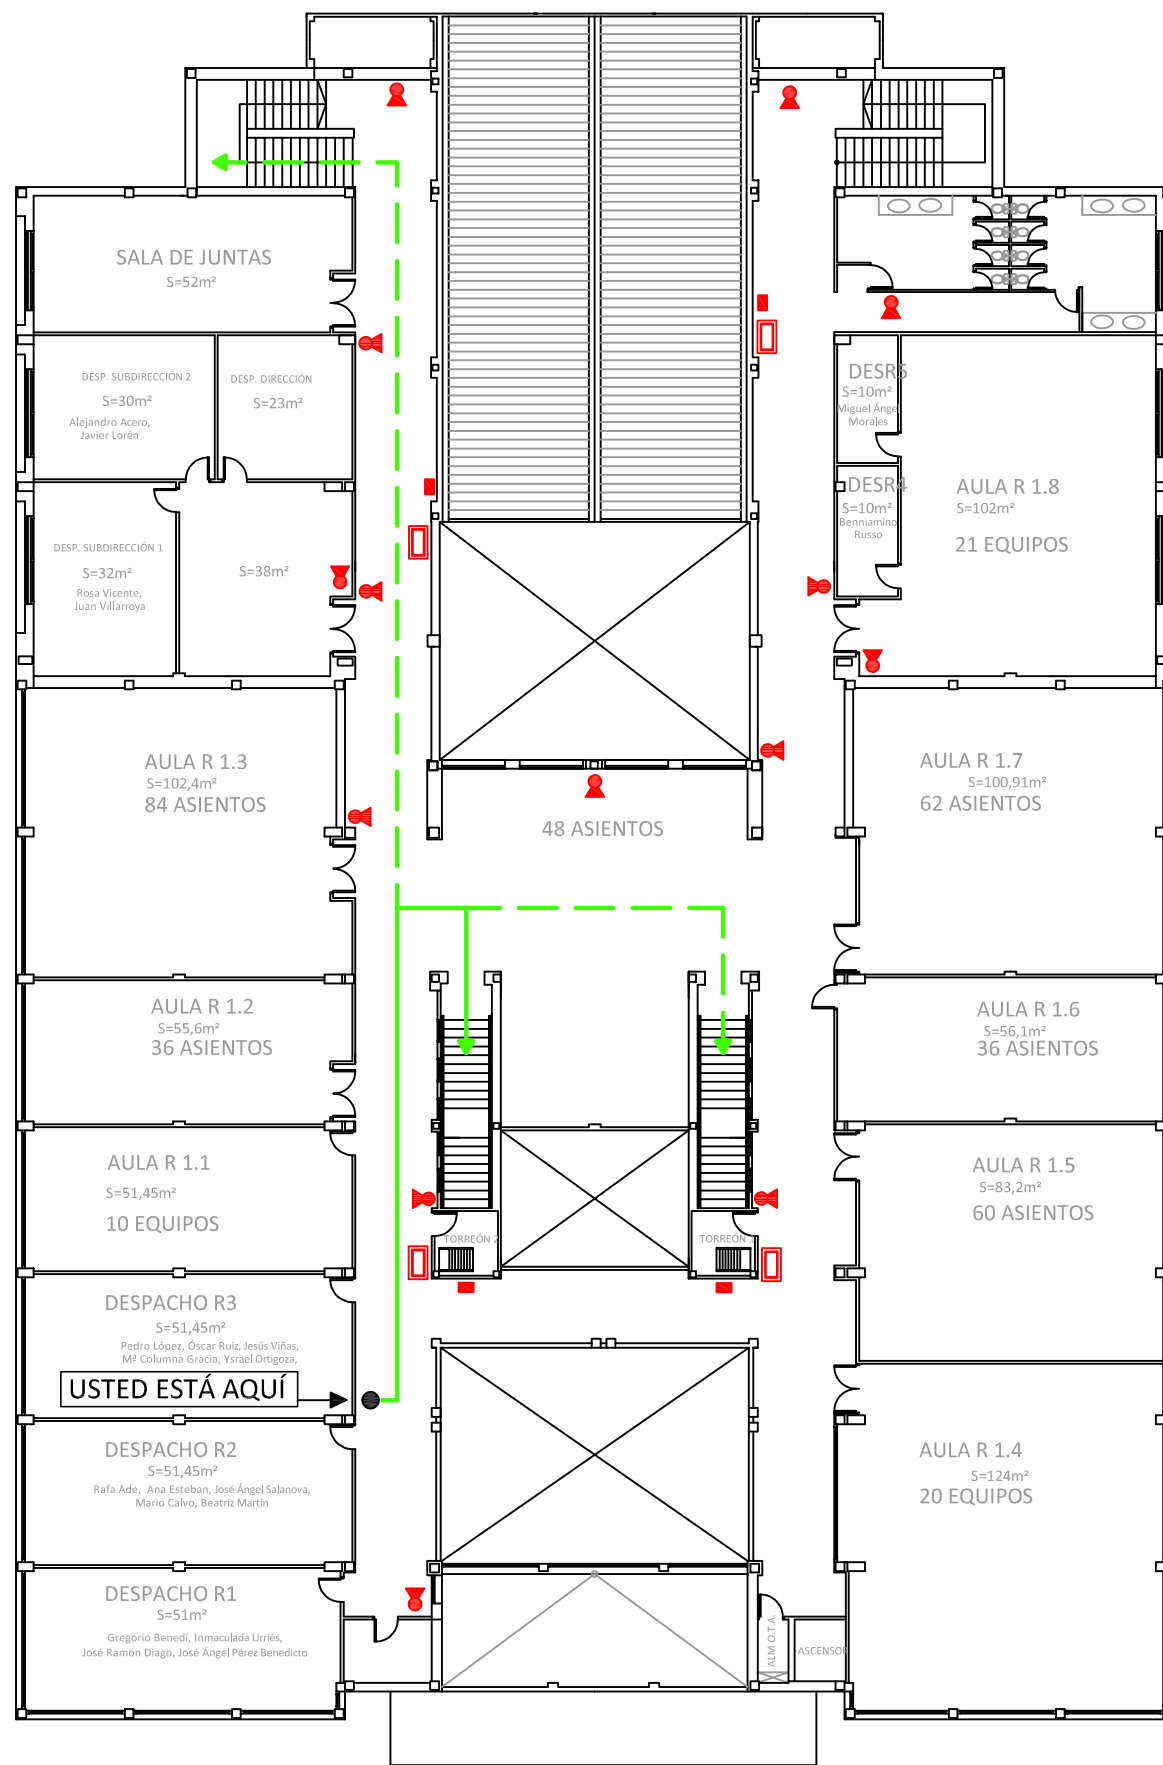 SALA DE JUNTAS
S=52m²
DESP. SUBDIRECCIÓN 2
S=30m²
Alejandro Acero,
Javier Lorén
DESP. DIRECCIÓN
S=23m²
DESP. SUBDIRECCIÓN 1
S=32m²
Rosa Vicente,
Juan Villarroya
S=38m²
DESR5
S=10m²
Miguel Ángel
Morales
DESR4
S=10m²
Benniamino
Russo
AULA R 1.8
S=102m²
21 EQUIPOS
AULA R 1.3
S=102,4m²
84 ASIENTOS
48 ASIENTOS
AULA R 1.7
S=100,91m²
62 ASIENTOS
AULA R 1.2
S=55,6m²
36 ASIENTOS
AULA R 1.6
S=56,1m²
36 ASIENTOS
AULA R 1.1
S=51,45m²
10 EQUIPOS
AULA R 1.5
S=83,2m²
60 ASIENTOS
TORREÓN 2
TORREÓN 1
DESPACHO R3
S=51,45m²
Pedro López, Óscar Ruiz, Jesús Viñas,
Mª Columna Gracia, Ysrael Ortigoza,
USTED ESTÁ AQUÍ
DESPACHO R2
S=51,45m²
Rafa Ade, Ana Esteban, José Ángel Salanova,
Mario Calvo, Beatriz Martín
AULA R 1.4
S=124m²
20 EQUIPOS
DESPACHO R1
S=51m²
Gregorio Benedí, Inmaculada Urriés,
José Ramón Diago, José Ángel Pérez Benedicto
ALM O.T.A.
ASCENSOR